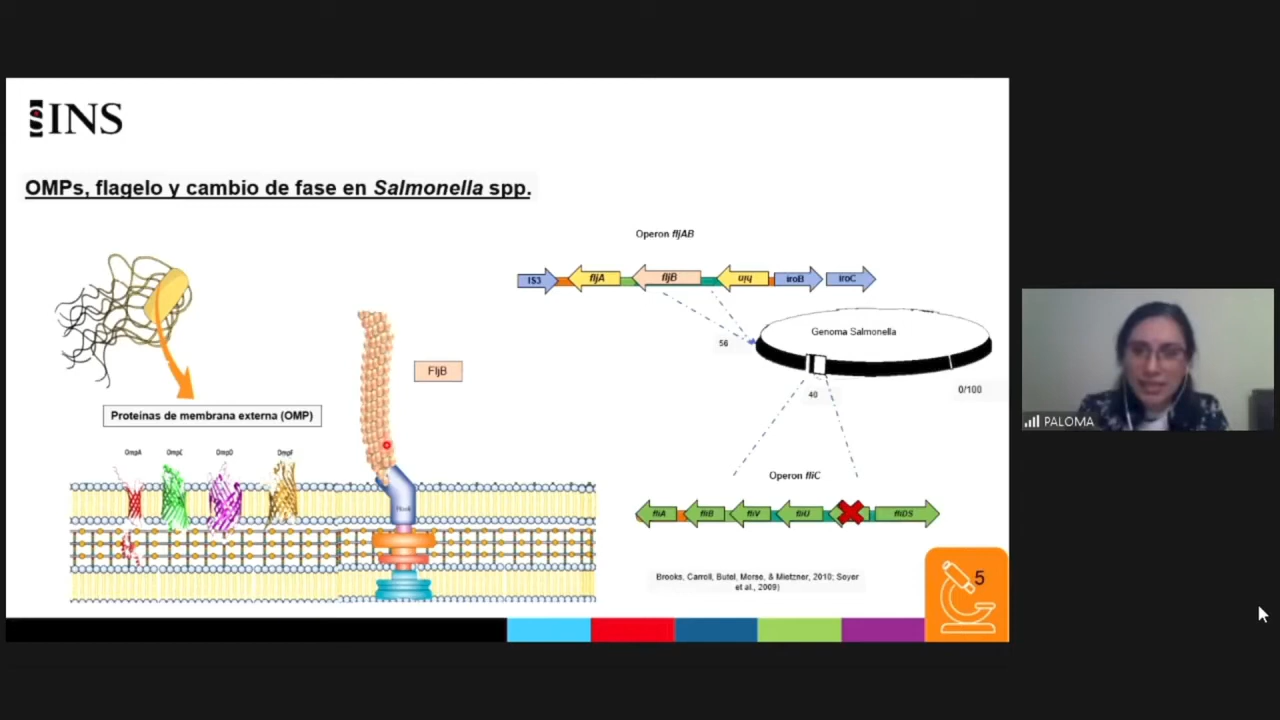 INS
OMPs, flagelo y cambio de fase en Salmonella spp.
Operon fljAB
IS3 fljA fljB hin iroB iroC
Genoma Salmonella
56
40
0/100
FljB
Proteínas de membrana externa (OMP)
OmpA OmpC OmpD OmpF
Hook
Operon fliC
fliA fliB fliV fliU fliDS
Brooks, Carroll, Butel, Morse, & Mietzner, 2010; Soyer
et al., 2009)
5
PALOMA